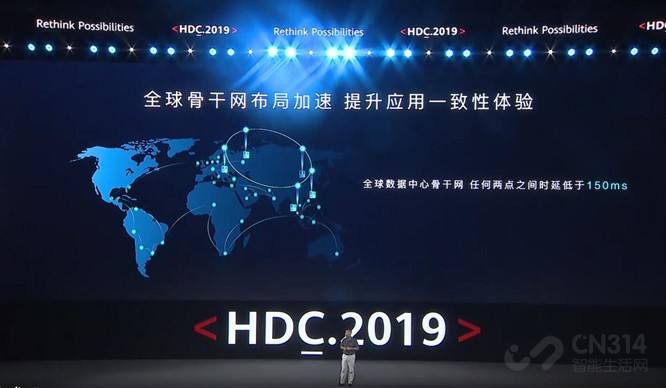 Rethink Possibilities
<HDC.2019>
Rethink Possibilities
<HDC.2019>
Rethink Possibilities
<HD
全球骨干网布局加速 提升应用一致性体验
全球数据中心骨干网 任何两点之间时延低于150ms
<HDC.2019>
CN314
智能生活网